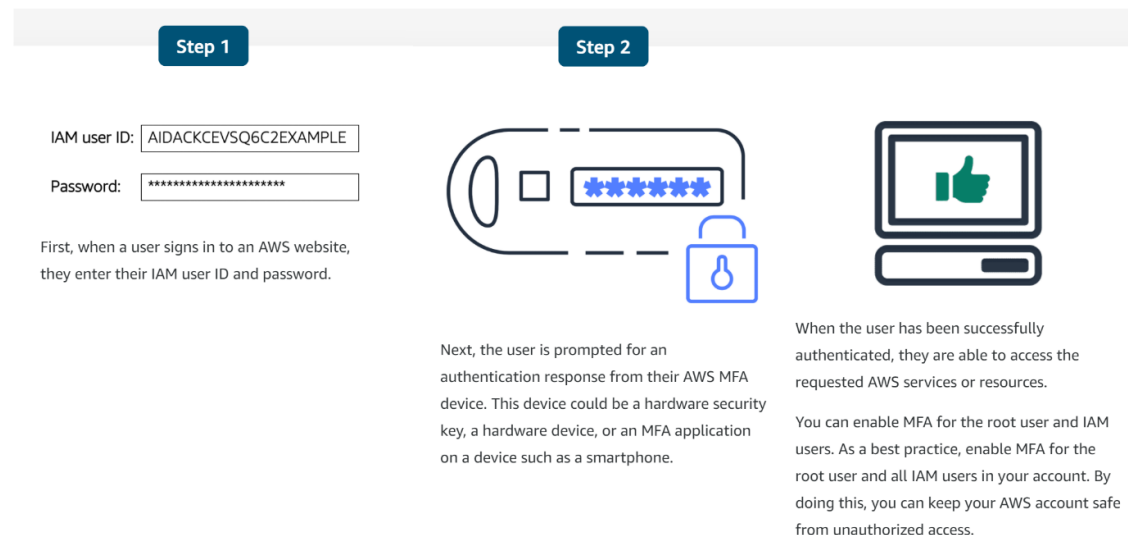 Step 1
IAM user ID: AIDACKCEVSQ6C2EXAMPLE
Password: **********************
First, when a user signs in to an AWS website,
they enter their IAM user ID and password.
Step 2
******
Next, the user is prompted for an
authentication response from their AWS MFA
device. This device could be a hardware security
key, a hardware device, or an MFA application
on a device such as a smartphone.
When the user has been successfully
authenticated, they are able to access the
requested AWS services or resources.
You can enable MFA for the root user and IAM
users. As a best practice, enable MFA for the
root user and all IAM users in your account. By
doing this, you can keep your AWS account safe
from unauthorized access.